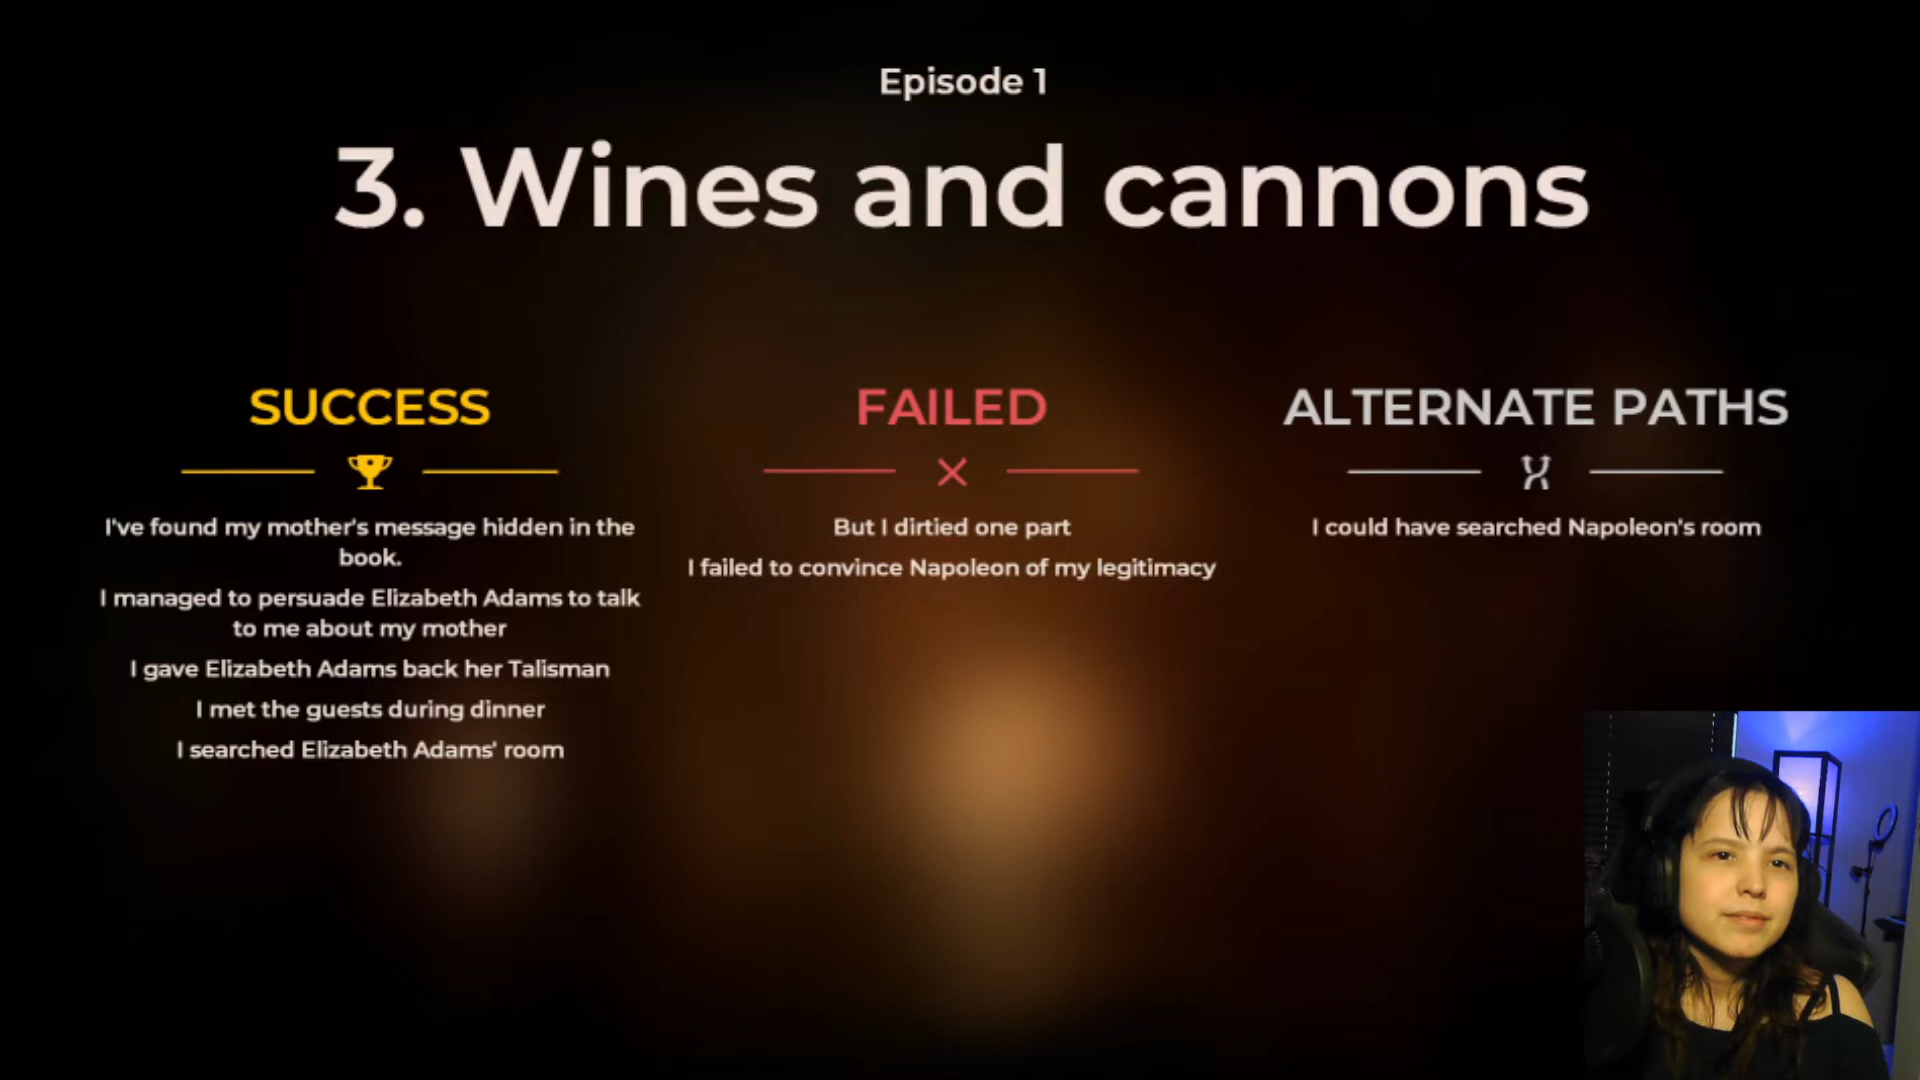 Episode 1
3. Wines and cannons
SUCCESS
I've found my mother's message hidden in the
book.
I managed to persuade Elizabeth Adams to talk
to me about my mother
I gave Elizabeth Adams back her Talisman
I met the guests during dinner
I searched Elizabeth Adams' room
FAILED
But I dirtied one part
I failed to convince Napoleon of my legitimacy
ALTERNATE PATHS
I could have searched Napoleon's room